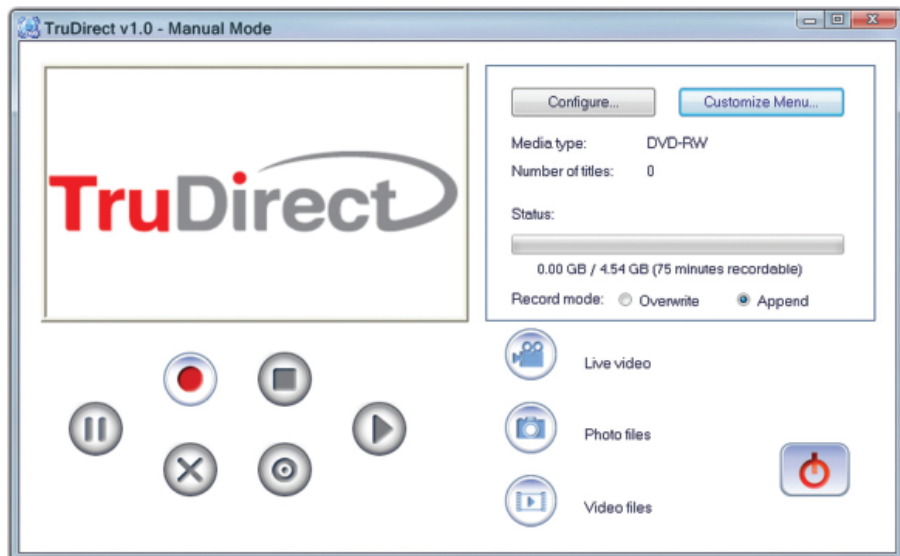 TruDirect v1.0 - Manual Mode
TruDirect
Configure...
Customize Menu...
Media type: DVD-RW
Number of titles: 0
Status:
0.00 GB / 4.54 GB (75 minutes recordable)
Record mode: Overwrite Append
Live video
Photo files
Video files